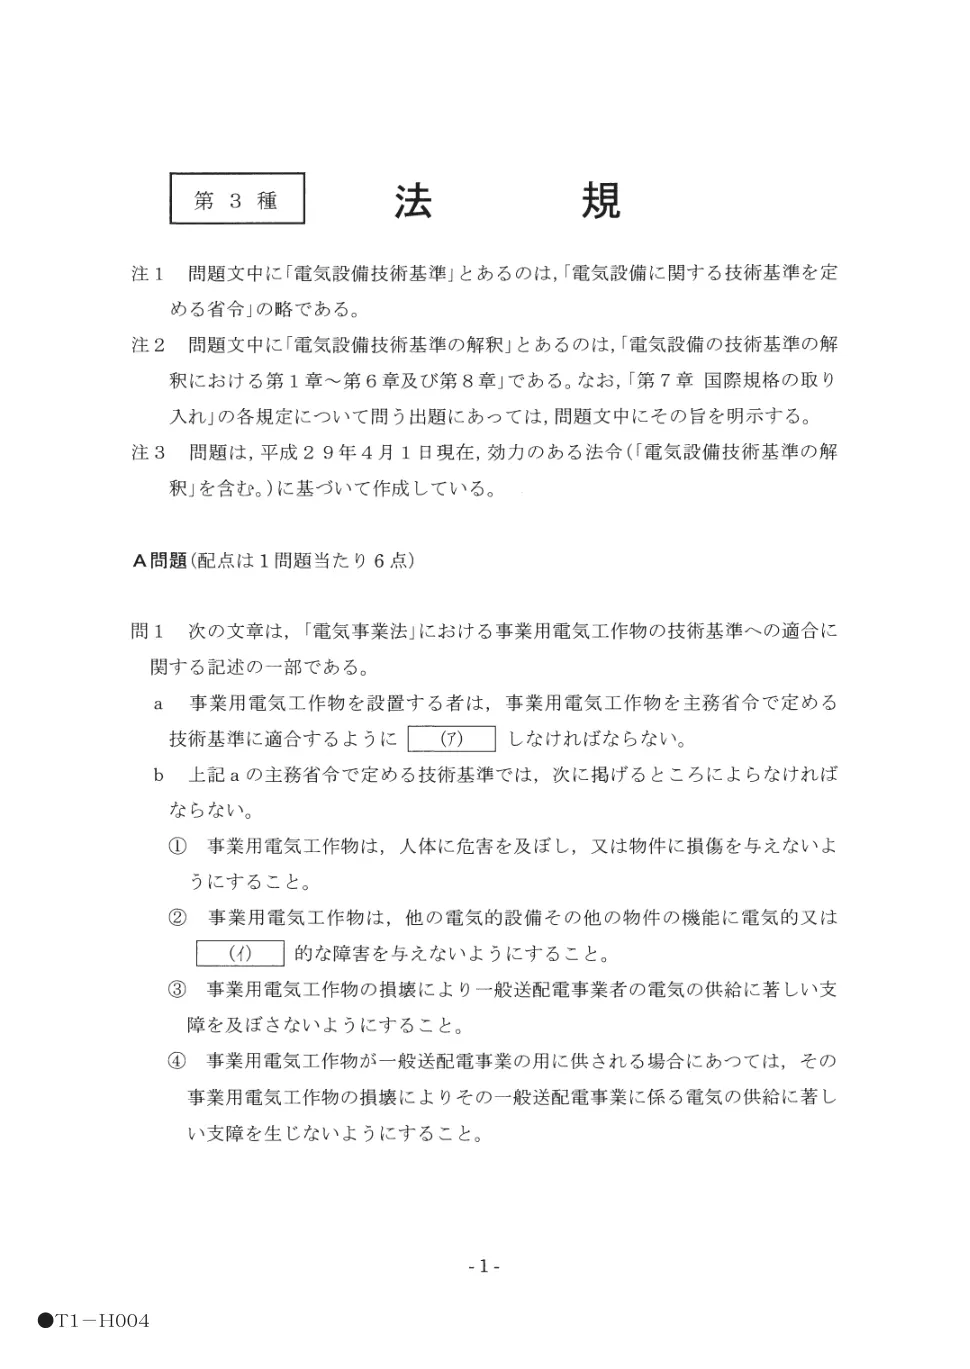 第 3 種 法 規
注1 問題文中に「電気設備技術基準」とあるのは，「電気設備に関する技術基準を定
める省令」の略である。
注2 問題文中に「電気設備技術基準の解釈」とあるのは，「電気設備の技術基準の解
釈における第1章～第6章及び第8章」である。なお，「第7章 国際規格の取り
入れ」の各規定について問う出題にあっては，問題文中にその旨を明示する。
注3 問題は，平成29年4月1日現在，効力のある法令（「電気設備技術基準の解
釈」を含む。）に基づいて作成している。
A問題（配点は1問題当たり6点）
問1 次の文章は，「電気事業法」における事業用電気工作物の技術基準への適合に
関する記述の一部である。
a 事業用電気工作物を設置する者は，事業用電気工作物を主務省令で定める
技術基準に適合するように (ア) しなければならない。
b 上記aの主務省令で定める技術基準では，次に掲げるところによらなければ
ならない。
① 事業用電気工作物は，人体に危害を及ぼし，又は物件に損傷を与えないよ
うにすること。
② 事業用電気工作物は，他の電気的設備その他の物件の機能に電気的又は
(イ) 的な障害を与えないようにすること。
③ 事業用電気工作物の損壊により一般送配電事業者の電気の供給に著しい支
障を及ぼさないようにすること。
④ 事業用電気工作物が一般送配電事業の用に供される場合にあつては，その
事業用電気工作物の損壊によりその一般送配電事業に係る電気の供給に著し
い支障を生じないようにすること。
- 1 -
●T1－H004